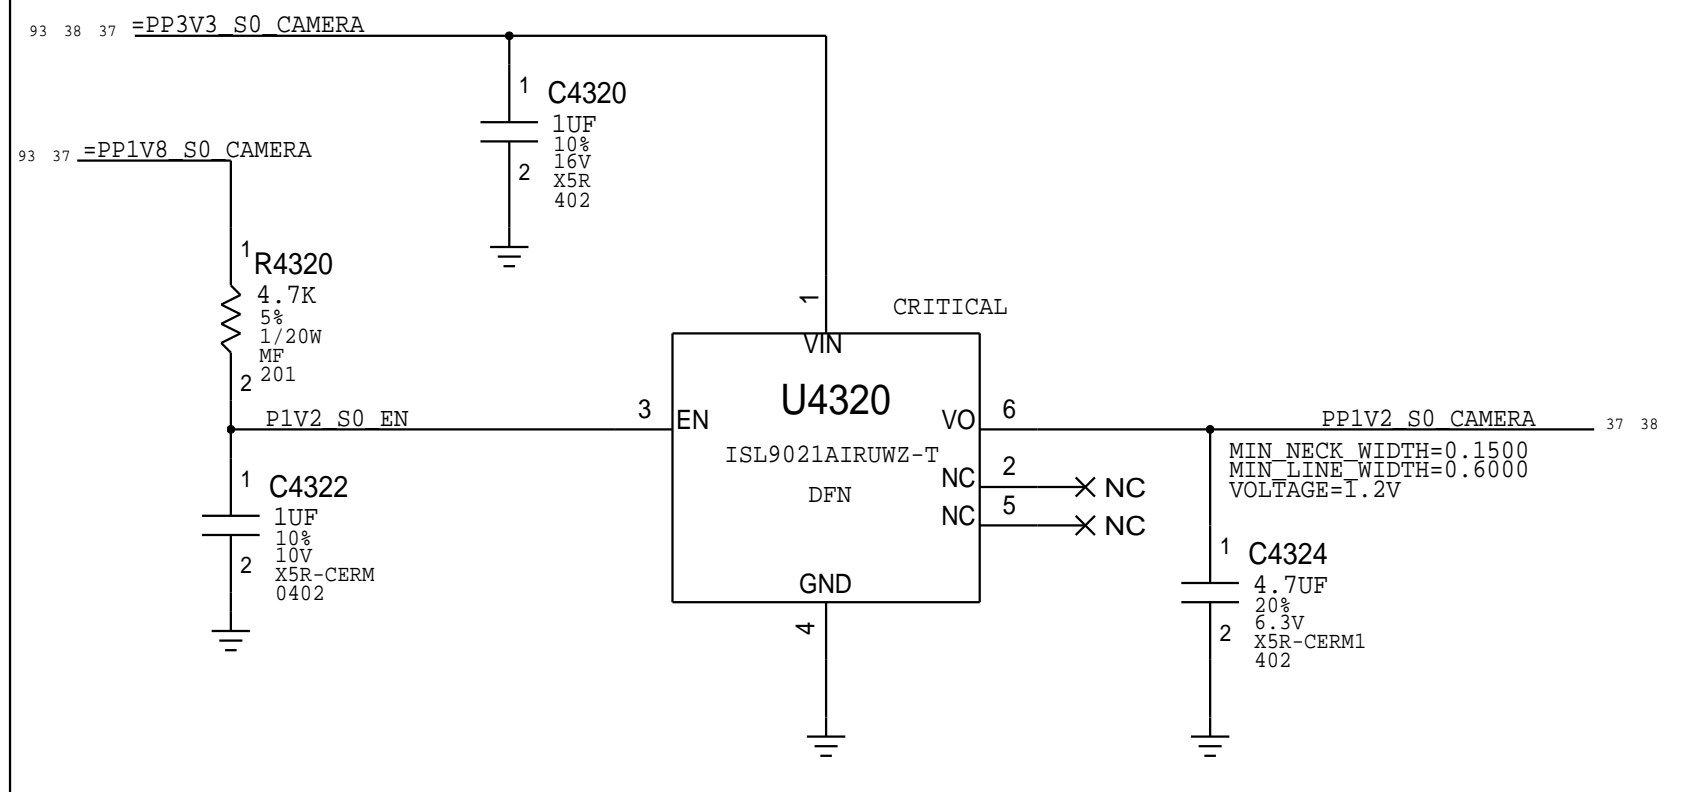 93 38 37 =PP3V3_S0_CAMERA
1 C4320
1UF
10%
16V
2 X5R
402
93 37 =PP1V8_S0_CAMERA
1 R4320
4.7K
5%
1/20W
MF
2 201
P1V2_S0_EN
1 C4322
1UF
10%
10V
2 X5R-CERM
0402
1 CRITICAL
VIN
U4320
3 EN
VO 6
ISL9021AIRUWZ-T
DFN
NC 2 NC
NC 5 NC
GND
4
PP1V2_S0_CAMERA 37 38
MIN_NECK_WIDTH=0.1500
MIN_LINE_WIDTH=0.6000
VOLTAGE=1.2V
1 C4324
4.7UF
20%
6.3V
2 X5R-CERM1
402